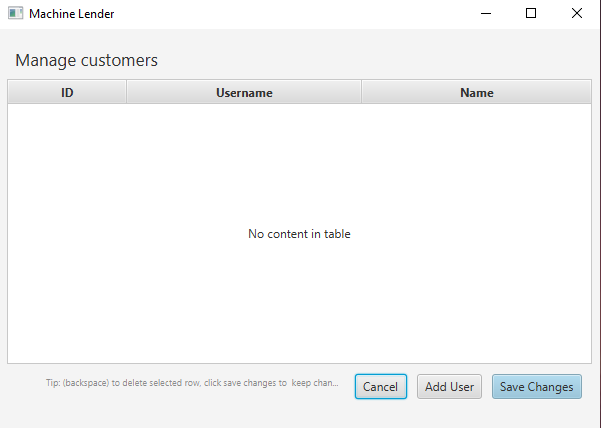 Machine Lender
Manage customers
ID Username Name
No content in table
Tip: (backspace) to delete selected row, click save changes to  keep chan...
Cancel Add User Save Changes